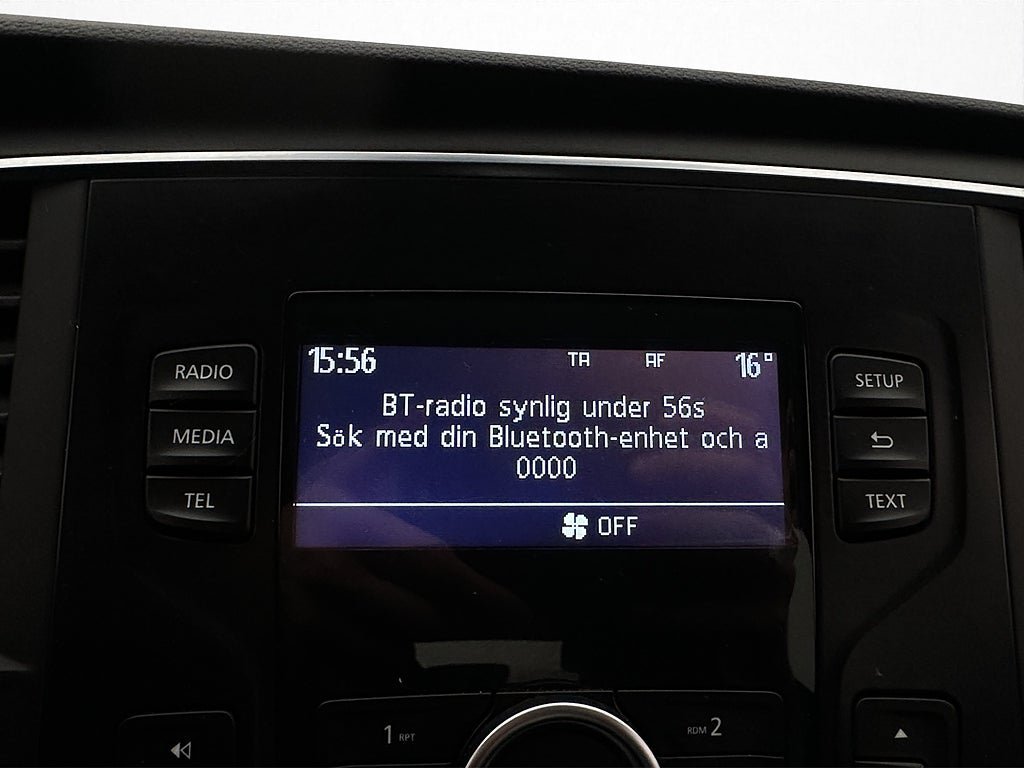 15:56 TA AF 16°
BT-radio synlig under 56s
Sök med din Bluetooth-enhet och a
0000
OFF
RADIO
MEDIA
TEL
SETUP
TEXT
1 RPT
RDM 2